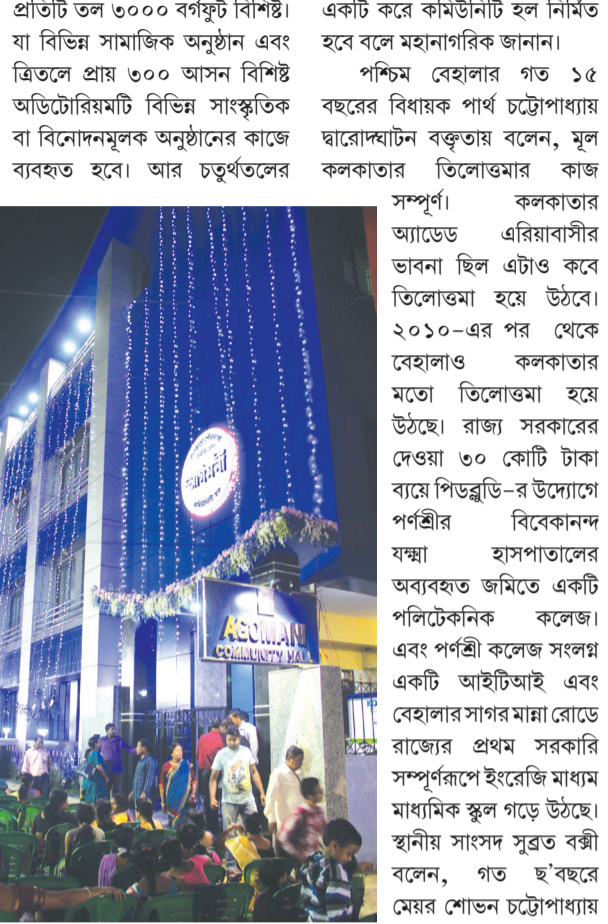 প্রতিটি তল ৩০০০ বর্গফুট বিশিষ্ট।
যা বিভিন্ন সামাজিক অনুষ্ঠান এবং
ত্রিতলে প্রায় ৩০০ আসন বিশিষ্ট
অডিটোরিয়মটি বিভিন্ন সাংস্কৃতিক
বা বিনোদনমূলক অনুষ্ঠানের কাজে
ব্যবহৃত হবে। আর চতুর্থতলের
আগমনী
AGOMANI
COMMUNITY HALL
একটি করে কমিউনিটি হল নির্মিত
হবে বলে মহানাগরিক জানান।
পশ্চিম বেহালার গত ১৫
বছরের বিধায়ক পার্থ চট্টোপাধ্যায়
দ্বারোদ্ঘাটন বক্তৃতায় বলেন, মূল
কলকাতার তিলোত্তমার কাজ
সম্পূর্ণ। কলকাতার
অ্যাডেড এরিয়াবাসীর
ভাবনা ছিল এটাও কবে
তিলোত্তমা হয়ে উঠবে।
২০১০-এর পর থেকে
বেহালাও কলকাতার
মতো তিলোত্তমা হয়ে
উঠছে। রাজ্য সরকারের
দেওয়া ৩০ কোটি টাকা
ব্যয়ে পিডব্লুডি-র উদ্যোগে
পর্ণশ্রীর বিবেকানন্দ
যক্ষ্মা হাসপাতালের
অব্যবহৃত জমিতে একটি
পলিটেকনিক কলেজ।
এবং পর্ণশ্রী কলেজ সংলগ্ন
একটি আইটিআই এবং
বেহালার সাগর মান্না রোডে
রাজ্যের প্রথম সরকারি
সম্পূর্ণরূপে ইংরেজি মাধ্যম
মাধ্যমিক স্কুল গড়ে উঠছে।
স্থানীয় সাংসদ সুব্রত বক্সী
বলেন, গত ছ'বছরে
মেয়র শোভন চট্টোপাধ্যায়